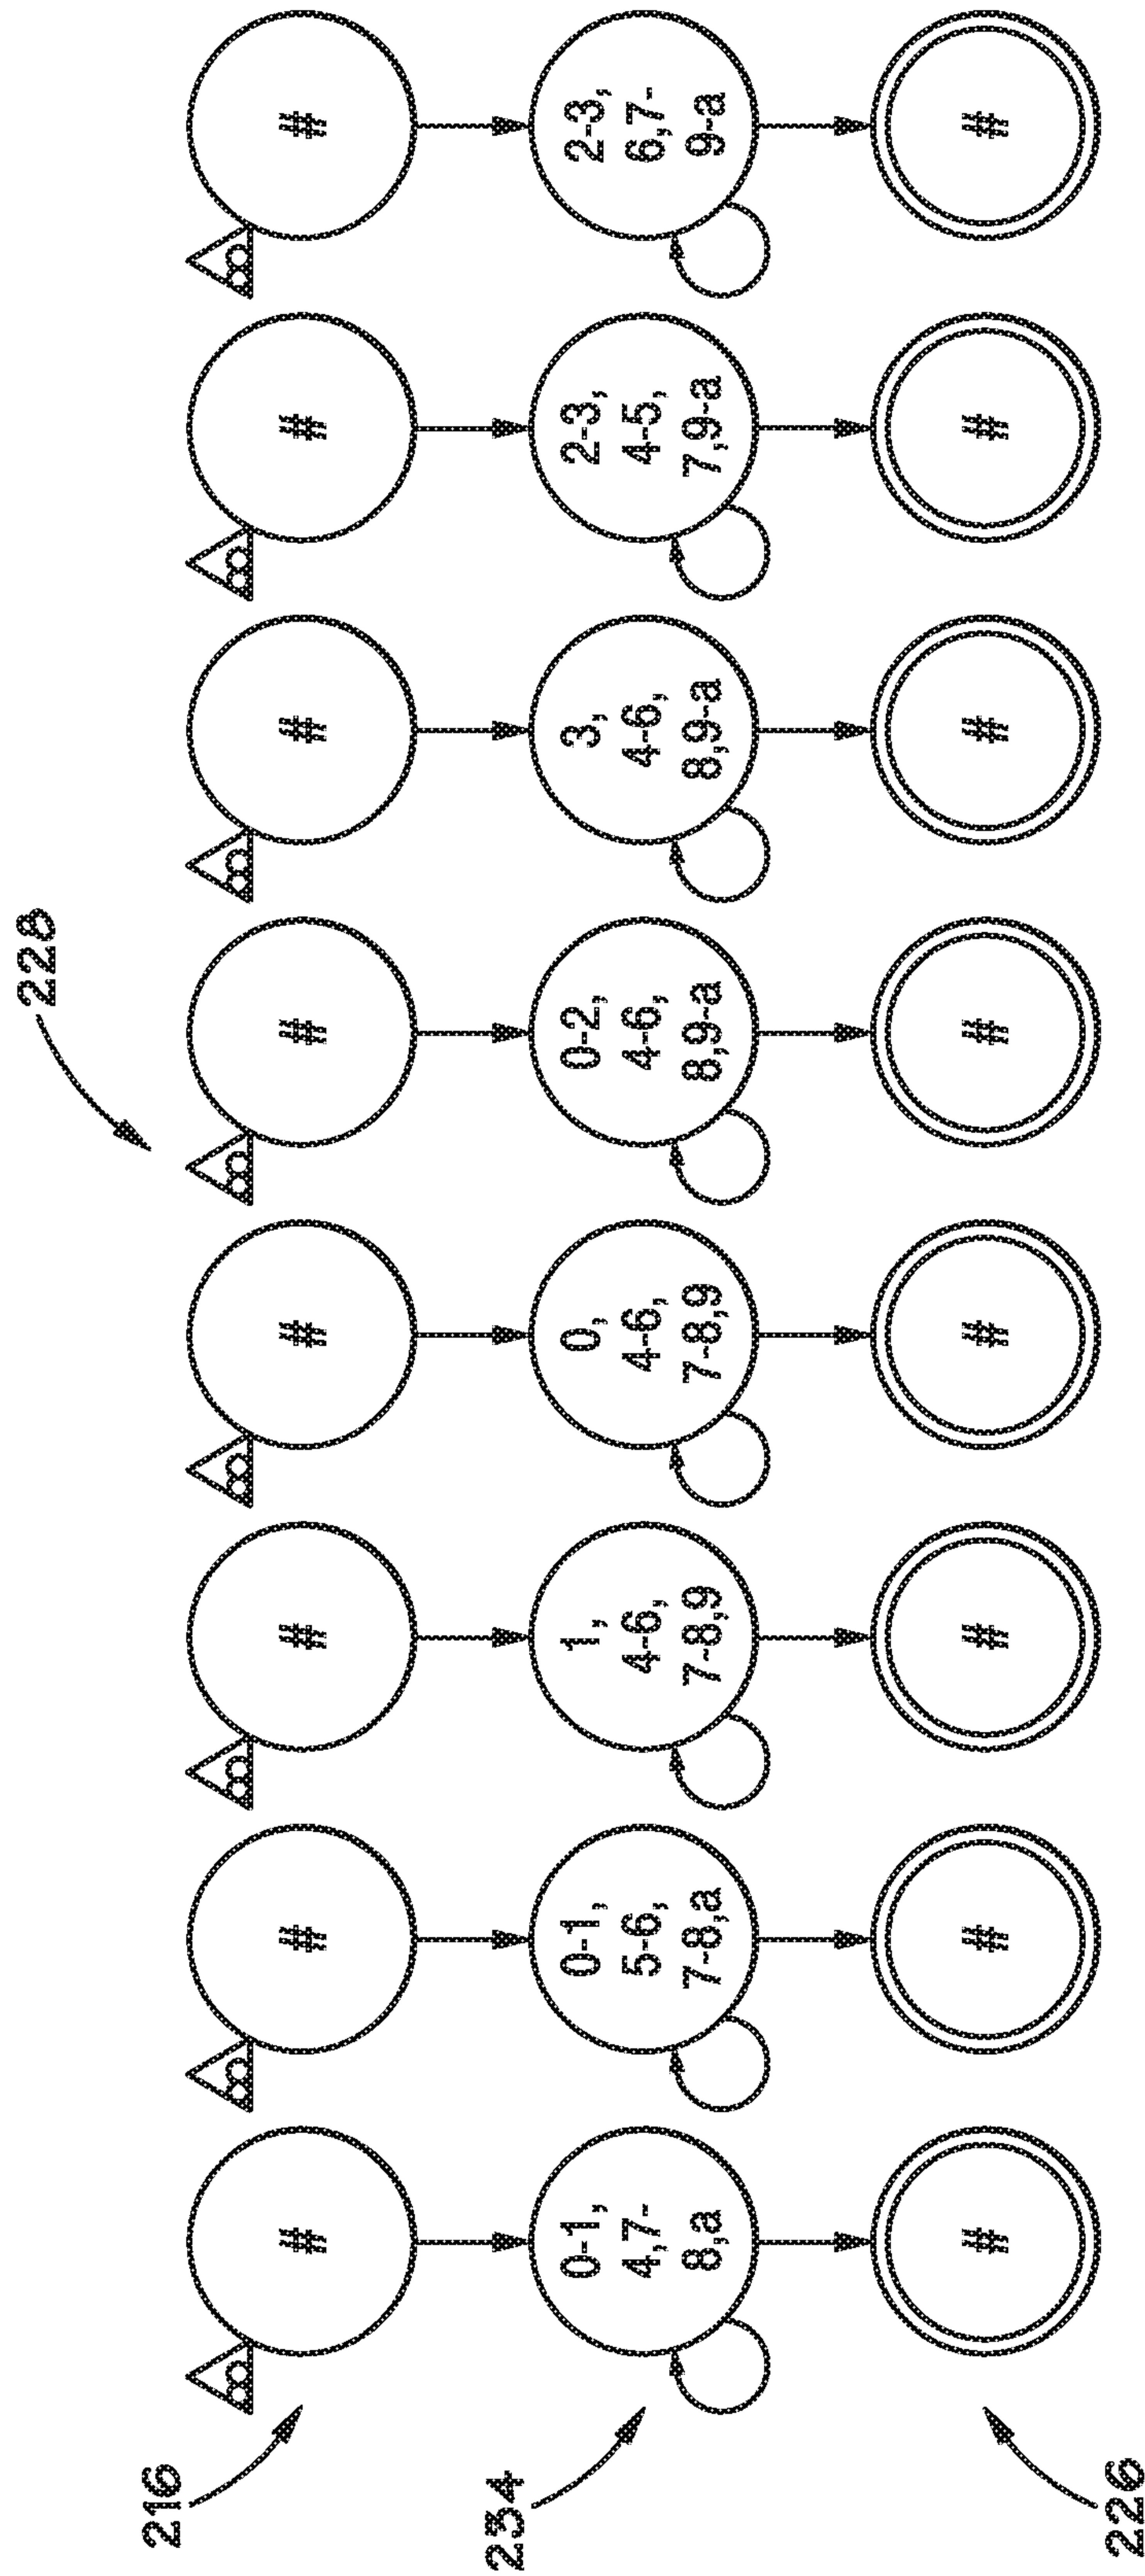 228
216
∞ ∞ ∞ ∞ ∞ ∞ ∞ ∞
# # # # # # # #
234
0-1,
4,7-
8,a
0-1,
5-6,
7-8,a
1,
4-6,
7-8,9
0,
4-6,
7-8,9
0-2,
4-6,
8,9-a
3,
4-6,
8,9-a
2-3,
4-5,
7,9-a
2-3,
6,7-
9-a
226
# # # # # # # #